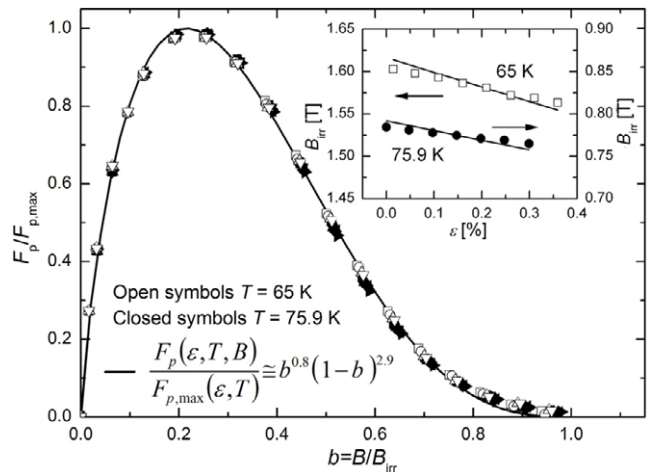 F_p/F_p,max
1.0
0.8
0.6
0.4
0.2
0.0
0.0 0.2 0.4 0.6 0.8 1.0
b=B/B_irr
Open symbols T = 65 K
Closed symbols T = 75.9 K
F_p(ε,T,B)/F_p,max(ε,T) ≅ b^0.8(1−b)^2.9
B_irr [T]
1.65
1.60
1.55
1.50
1.45
65 K
75.9 K
0.90
0.85
0.80
0.75
0.70
B_irr [T]
0.0 0.1 0.2 0.3 0.4
ε [%]